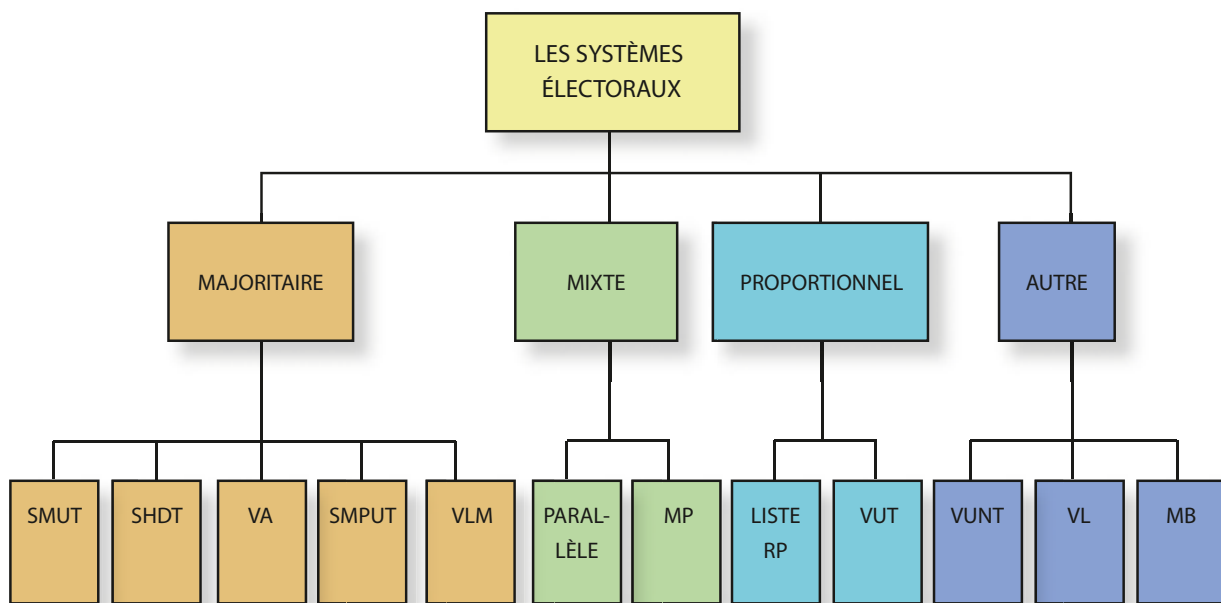 LES SYSTÈMES
ÉLECTORAUX
MAJORITAIRE
MIXTE
PROPORTIONNEL
AUTRE
SMUT
SHDT
VA
SMPUT
VLM
PARAL-
LÈLE
MP
LISTE
RP
VUT
VUNT
VL
MB